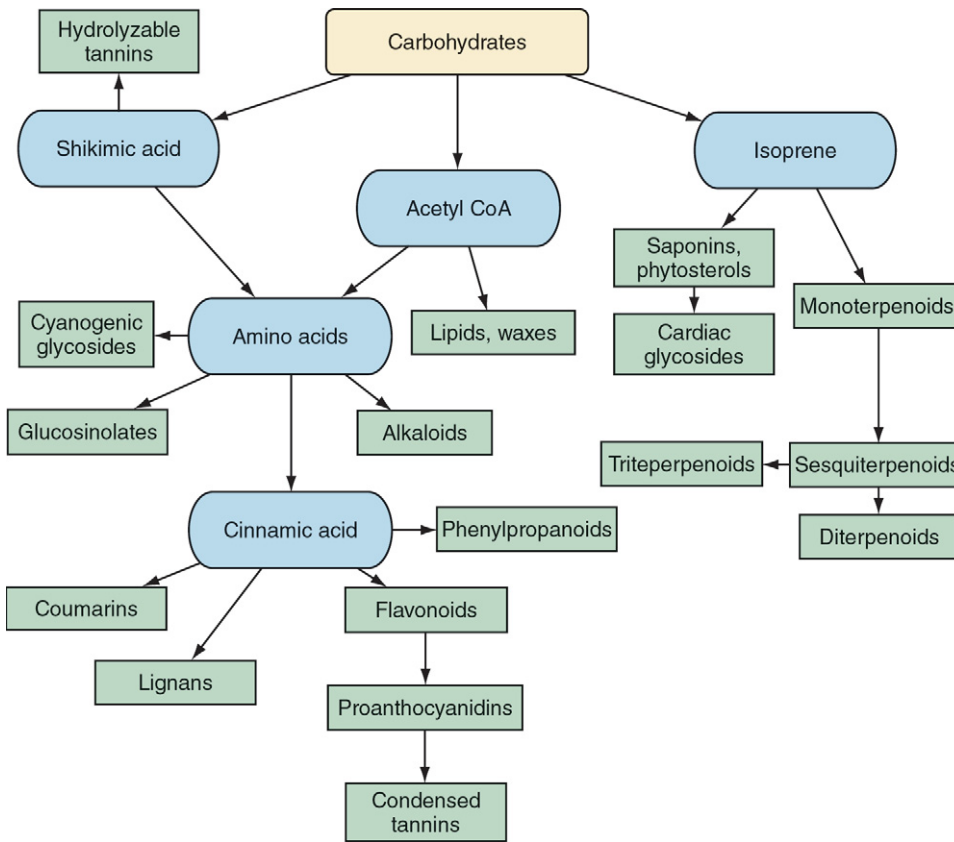 Hydrolyzable
tannins
Carbohydrates
Shikimic acid
Isoprene
Acetyl CoA
Saponins,
phytosterols
Monoterpenoids
Cyanogenic
glycosides
Amino acids
Lipids, waxes
Cardiac
glycosides
Glucosinolates
Alkaloids
Triteperpenoids
Sesquiterpenoids
Cinnamic acid
Phenylpropanoids
Diterpenoids
Coumarins
Flavonoids
Lignans
Proanthocyanidins
Condensed
tannins